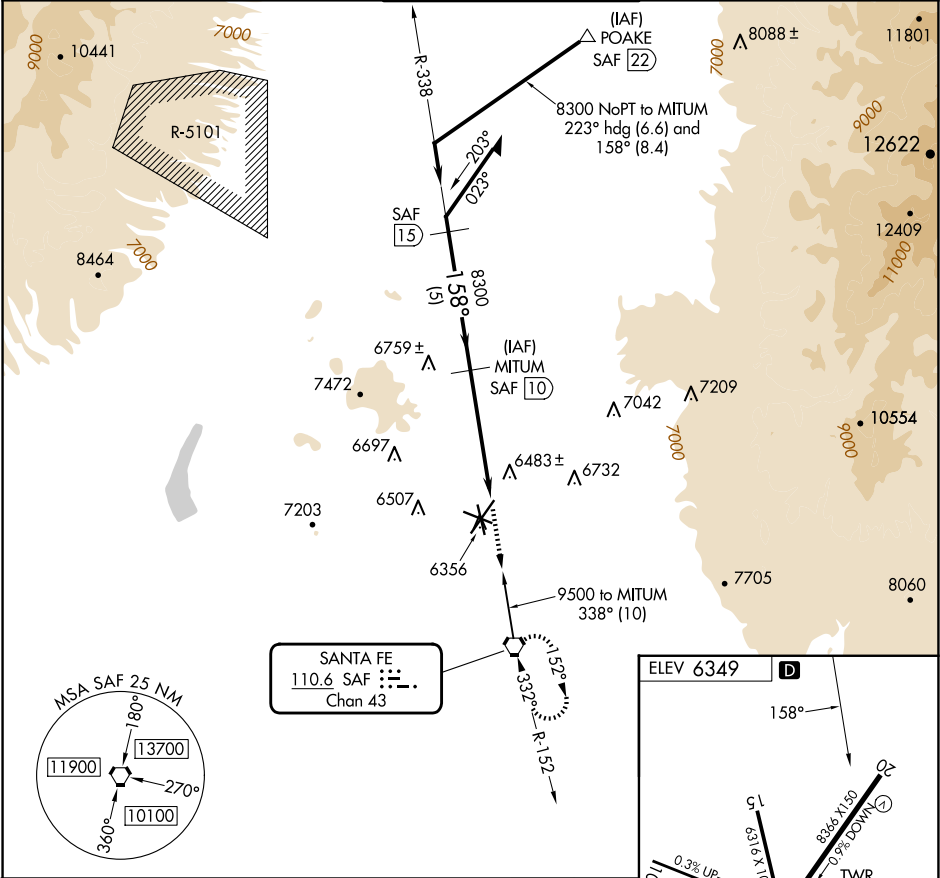 9000
10441
7000
R-5101
R-338
(IAF)
POAKE
SAF 22
7000
8088 ±
11801
8300 NoPT to MITUM
223° hdg (6.6) and
158° (8.4)
9000
12622
203°
023°
SAF
15
12409
11000
8464
7000
8300
158°
(5)
6759 ±
(IAF)
MITUM
SAF 10
7472
7042
7209
10554
9000
7000
6697
6483 ±
6732
6507
7203
6356
7705
8060
9500 to MITUM
338° (10)
SANTA FE
110.6 SAF
Chan 43
152°
332°
R-152
MSA SAF 25 NM
180°
13700
11900
270°
10100
360°
ELEV 6349
D
158°
20
15
8366 X150
0.9% DOWN
V
6316 X 10
0.3% UP
TWR